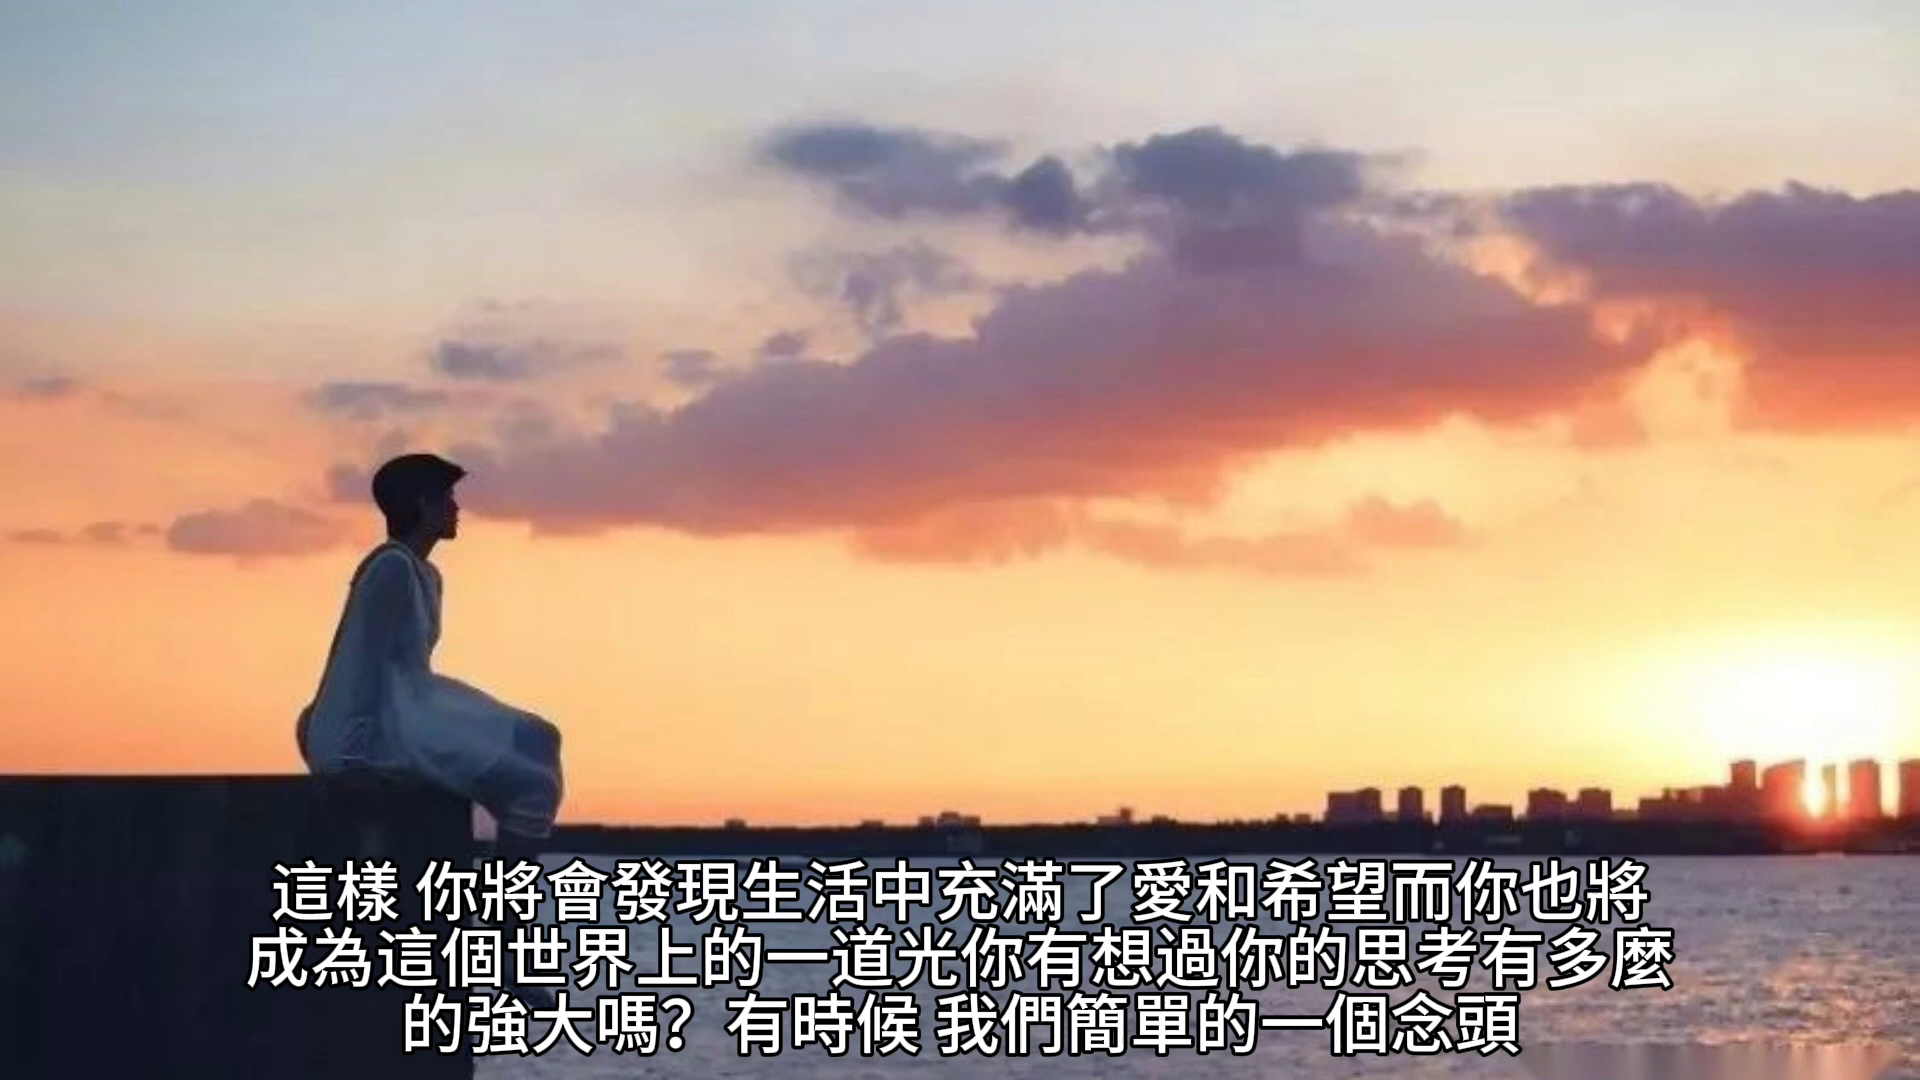 這樣 你將會發現生活中充滿了愛和希望而你也將
成為這個世界上的一道光你有想過你的思考有多麼
的強大嗎？有時候 我們簡單的一個念頭